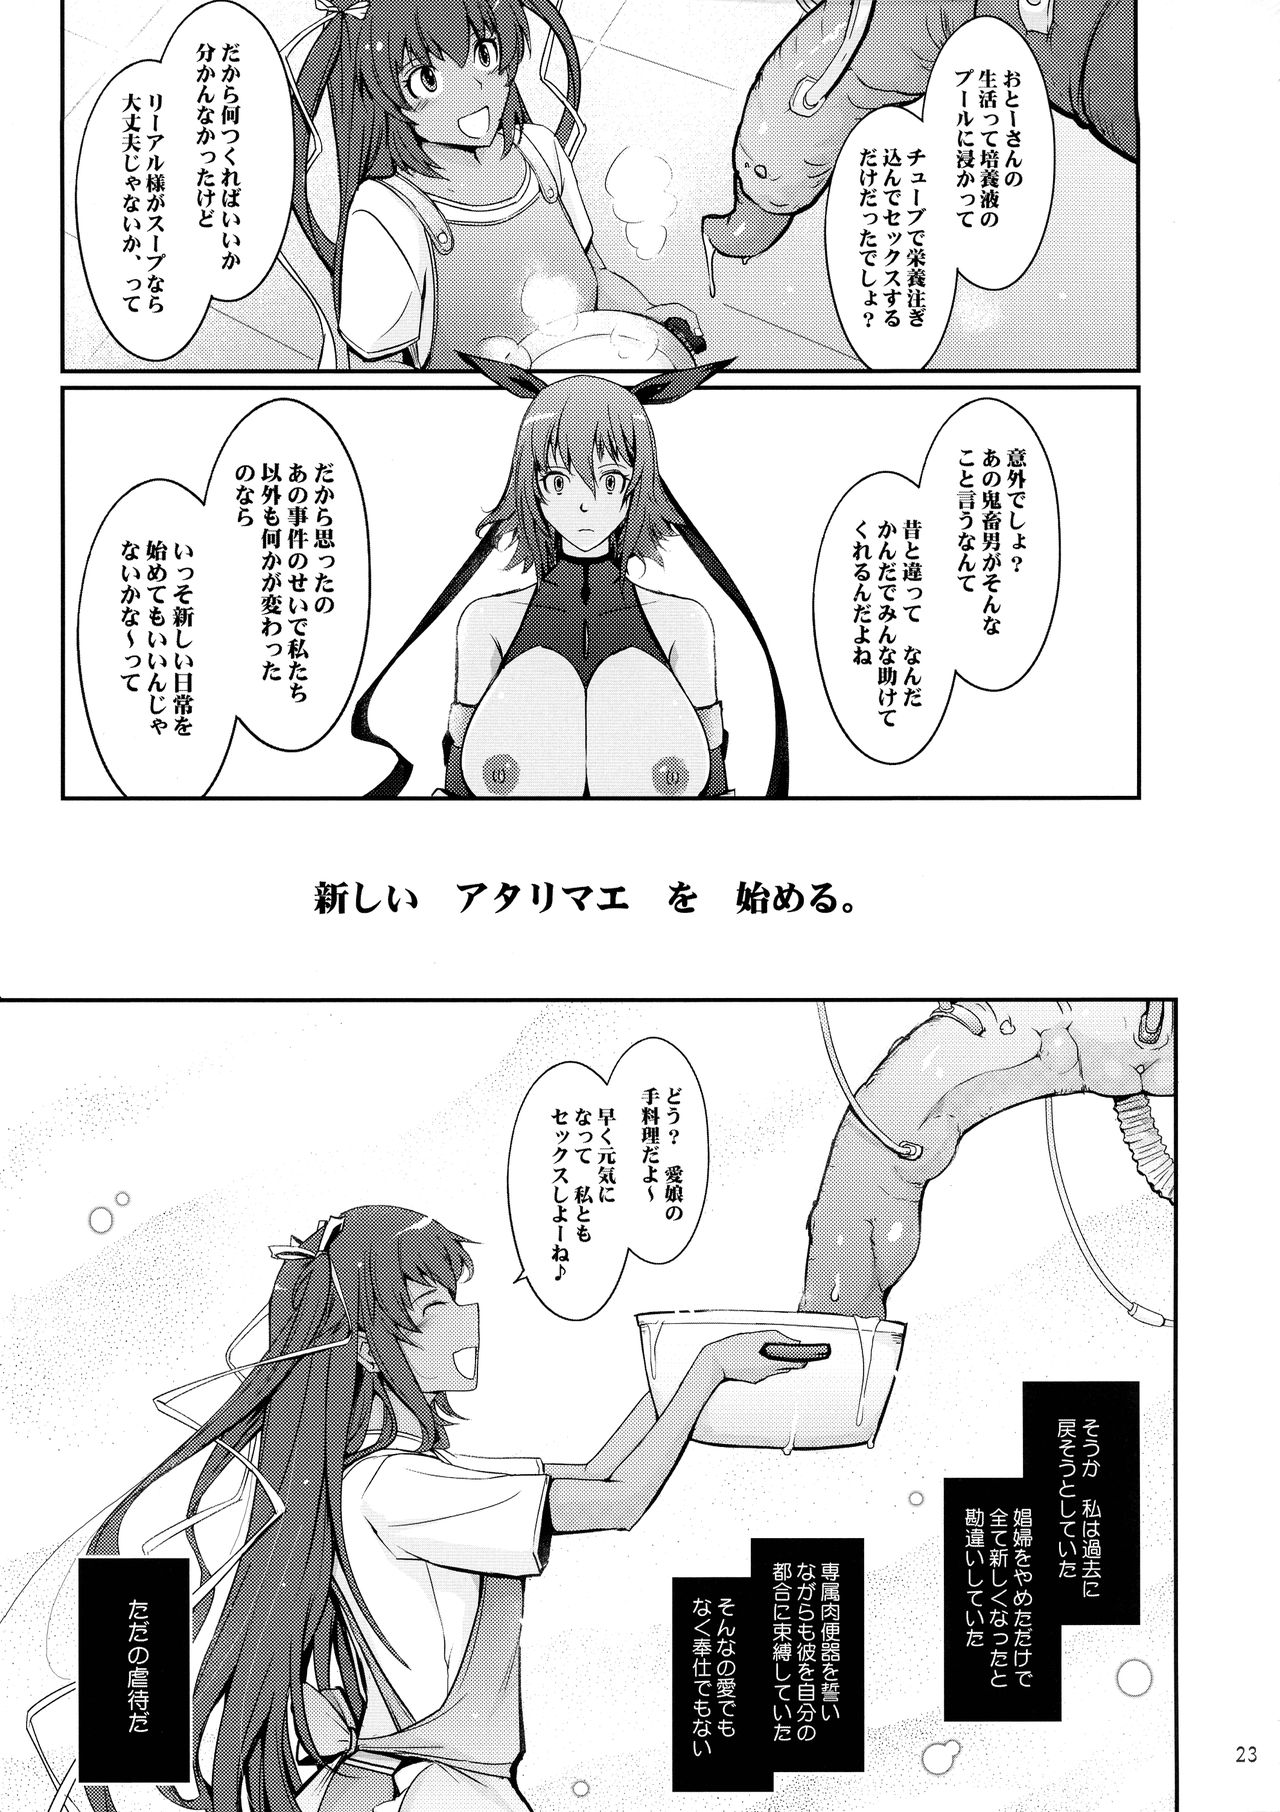 おとーさんの
生活って培養液の
プールに浸かって
チューブで栄養注ぎ
込んでセックスする
だけだったでしょ?
だから何つくればいいか
分かんなかったけど
リーアル様がスープなら
大丈夫じゃないか、って
意外でしょ?
あの鬼畜男がそんな
こと言うなんて
昔と違って なんだ
かんだでみんな助けて
くれるんだよね
だから思ったの
あの事件のせいで私たち
以外も何かが変わった
のなら
いっそ新しい日常を
始めてもいいんじゃ
ないかな~って
新しい アタリマエ を 始める。
どう? 愛娘の
手料理だよ~
早く元気に
なって 私とも
セックスしよーね♪
そうか 私は過去に
戻そうとしていた
娼婦をやめただけで
全て新しくなったと
勘違いしていた
専属肉便器を誓い
ながらも彼を自分の
都合に束縛していた
そんなの愛でも
なく奉仕でもない
ただの虐待だ
23